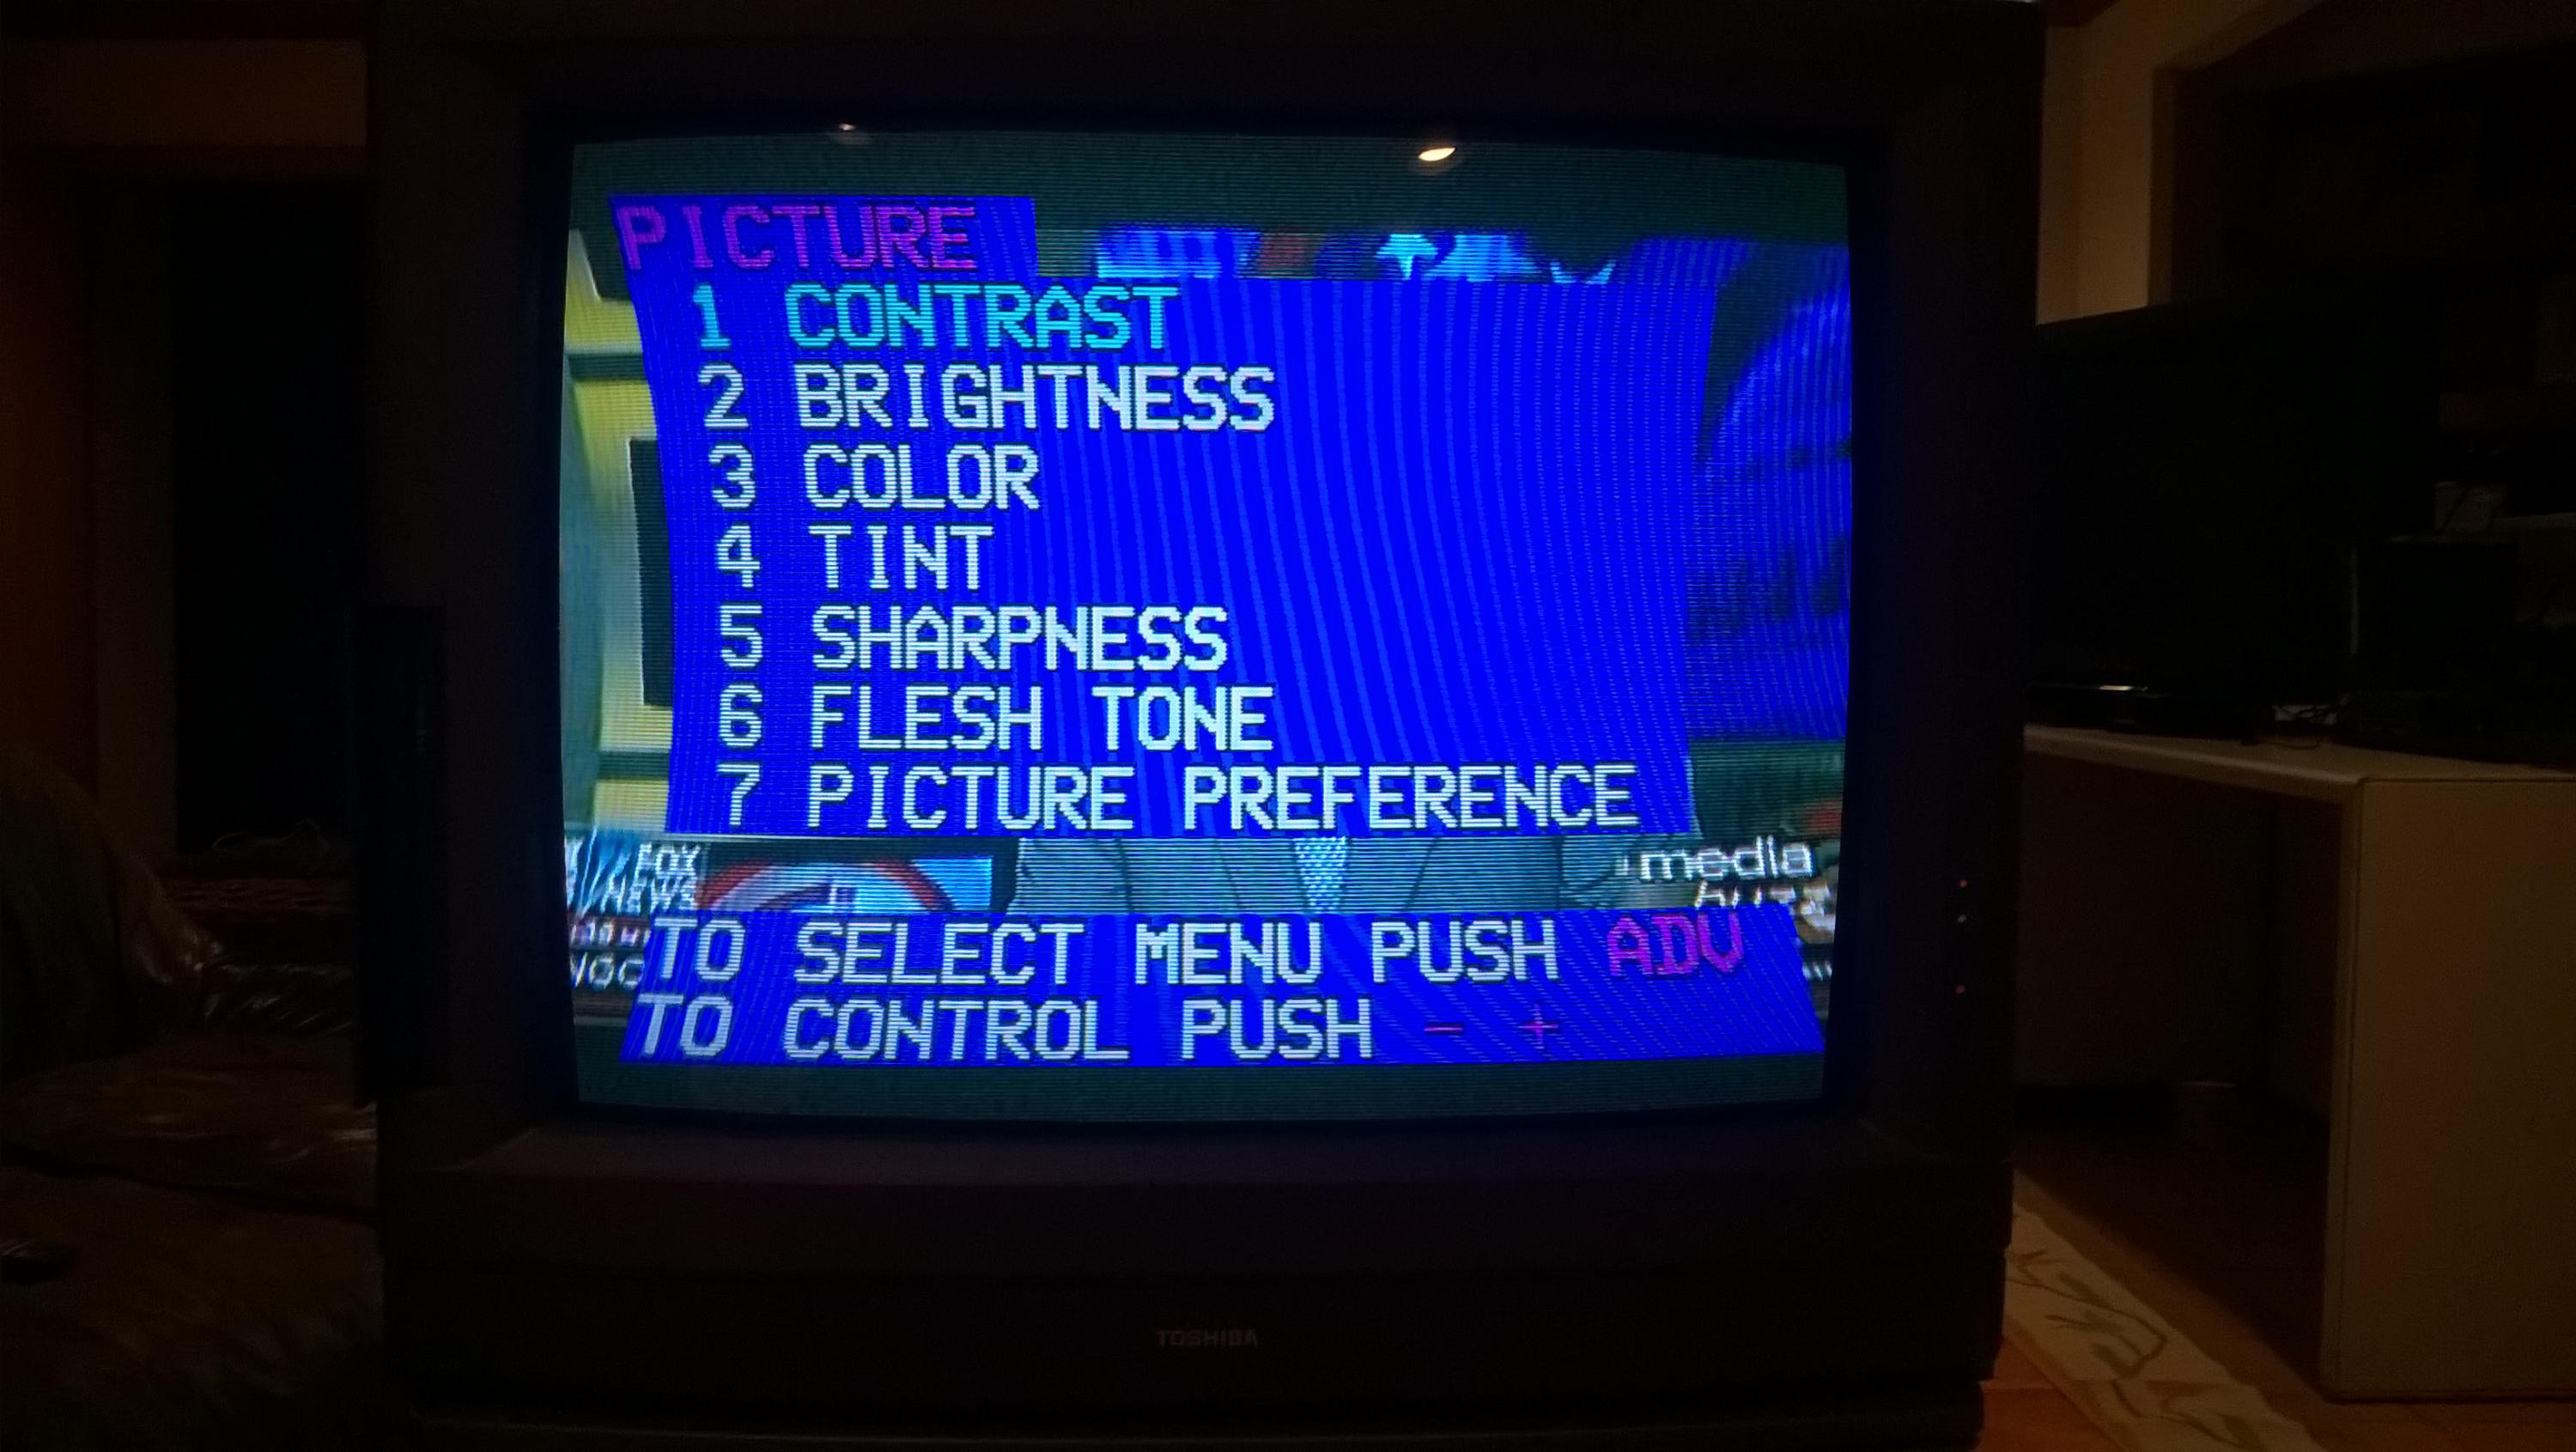 PICTURE
1 CONTRAST
2 BRIGHTNESS
3 COLOR
4 TINT
5 SHARPNESS
6 FLESH TONE
7 PICTURE PREFERENCE
FOX
NEWS
media
TO SELECT MENU PUSH ADV
TO CONTROL PUSH - +
TOSHIBA